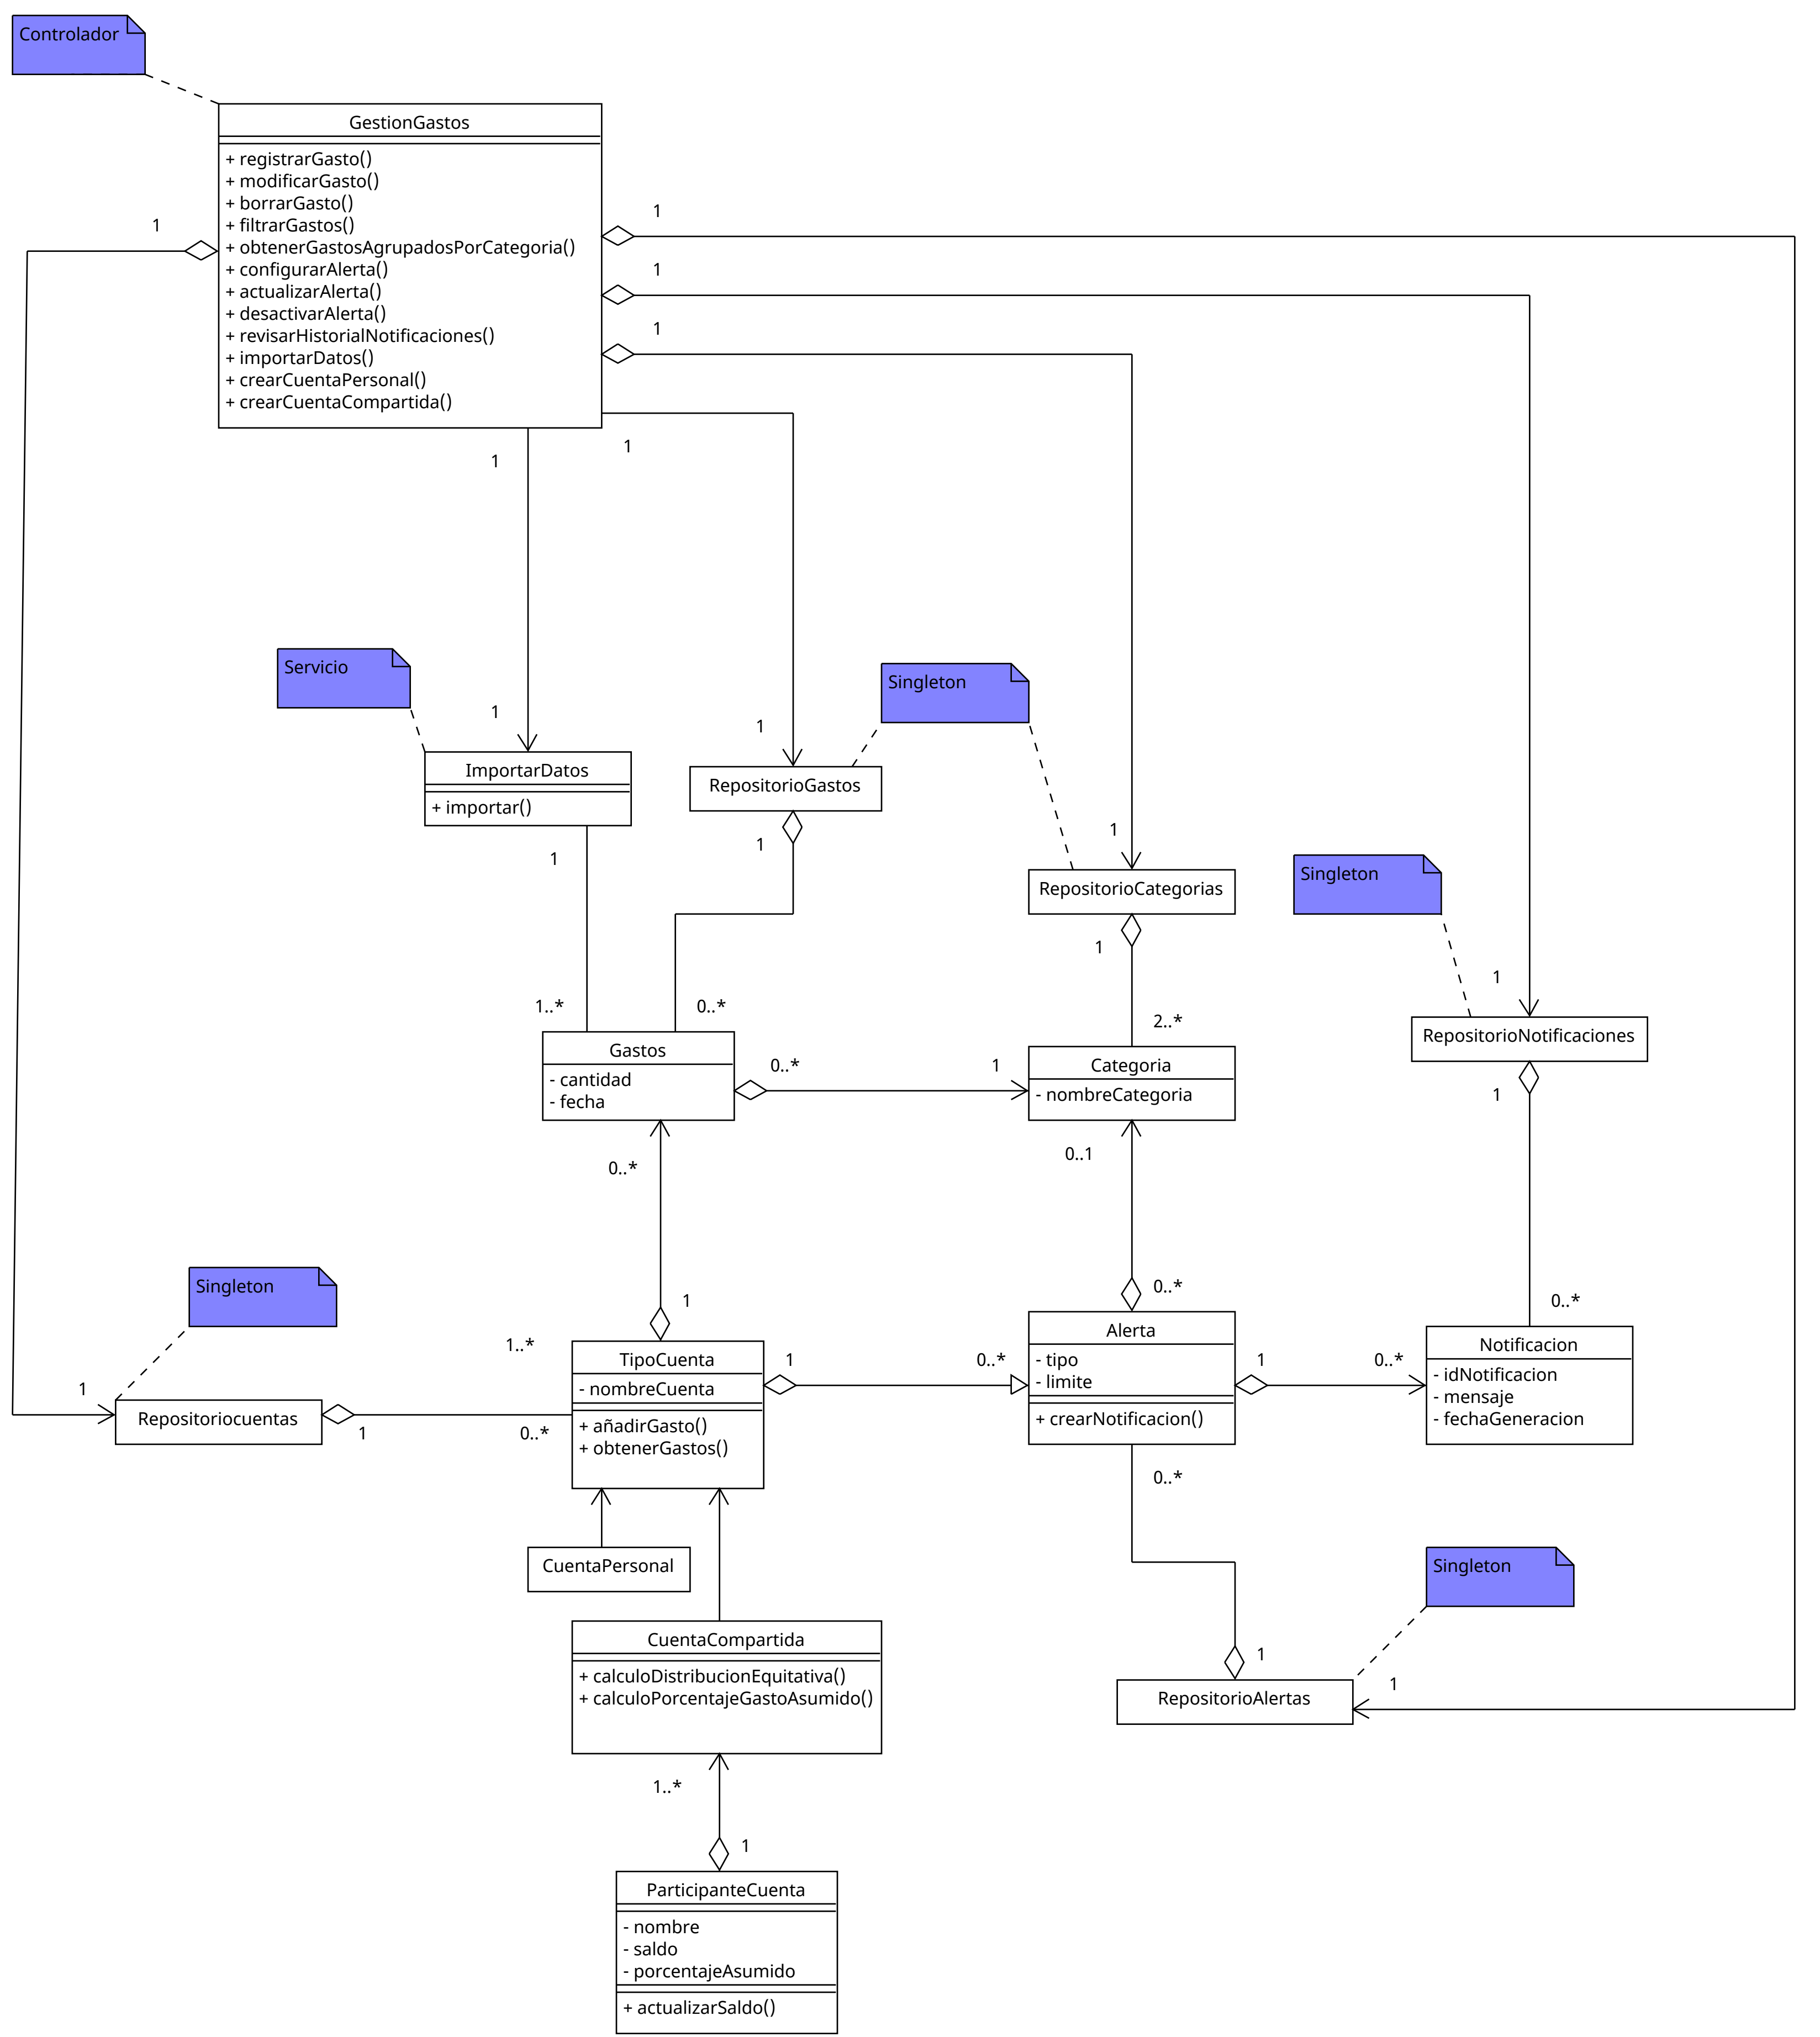 Controlador
GestionGastos
+ registrarGasto()
+ modificarGasto()
+ borrarGasto()
+ filtrarGastos()
+ obtenerGastosAgrupadosPorCategoria()
+ configurarAlerta()
+ actualizarAlerta()
+ desactivarAlerta()
+ revisarHistorialNotificaciones()
+ importarDatos()
+ crearCuentaPersonal()
+ crearCuentaCompartida()
1
1
1
1
1
1
Servicio
Singleton
1
1
ImportarDatos
+ importar()
RepositorioGastos
1
1
1
RepositorioCategorias
Singleton
1
1
1..*
0..*
2..*
RepositorioNotificaciones
1
Gastos
- cantidad
- fecha
0..*
1
Categoria
- nombreCategoria
0..*
0..1
Singleton
1
0..*
0..*
1..*
TipoCuenta
- nombreCuenta
+ añadirGasto()
+ obtenerGastos()
1
0..*
Alerta
- tipo
- limite
+ crearNotificacion()
1
0..*
Notificacion
- idNotificacion
- mensaje
- fechaGeneracion
1
Repositoriocuentas
1
0..*
0..*
CuentaPersonal
Singleton
CuentaCompartida
+ calculoDistribucionEquitativa()
+ calculoPorcentajeGastoAsumido()
1
1
RepositorioAlertas
1..*
1
ParticipanteCuenta
- nombre
- saldo
- porcentajeAsumido
+ actualizarSaldo()